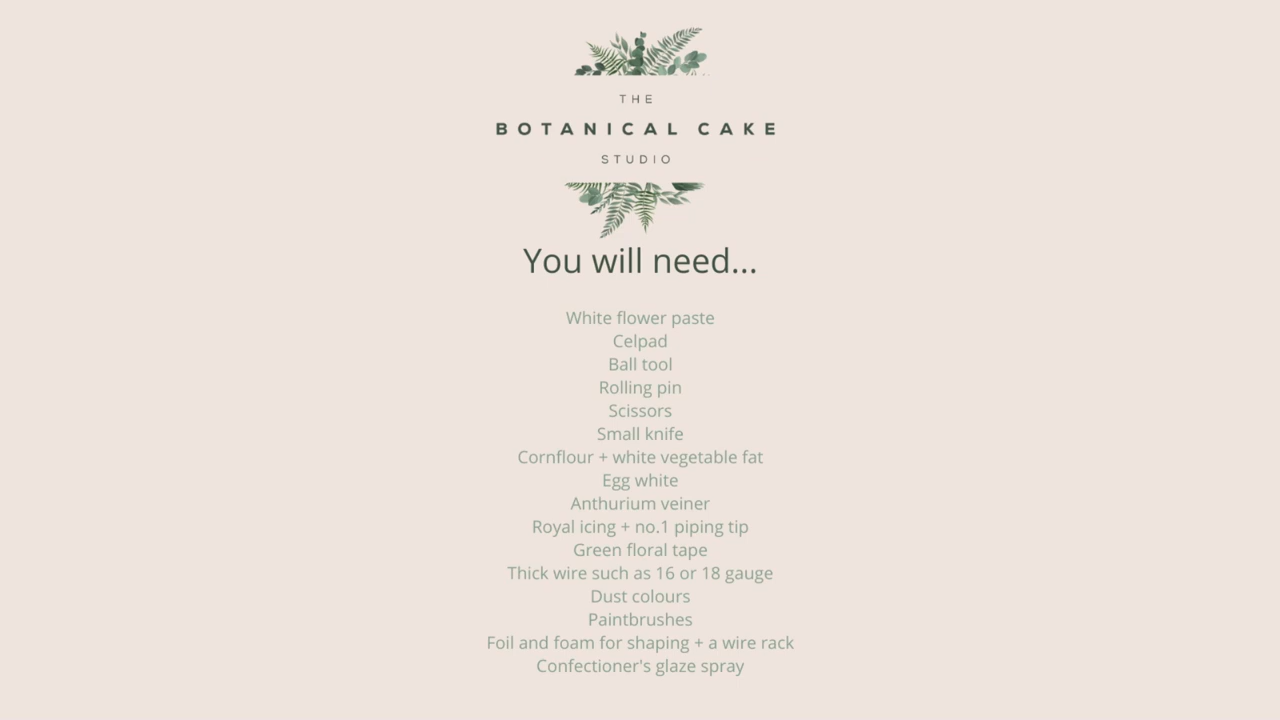 THE
BOTANICAL CAKE
STUDIO
You will need...
White flower paste
Celpad
Ball tool
Rolling pin
Scissors
Small knife
Cornflour + white vegetable fat
Egg white
Anthurium veiner
Royal icing + no.1 piping tip
Green floral tape
Thick wire such as 16 or 18 gauge
Dust colours
Paintbrushes
Foil and foam for shaping + a wire rack
Confectioner's glaze spray